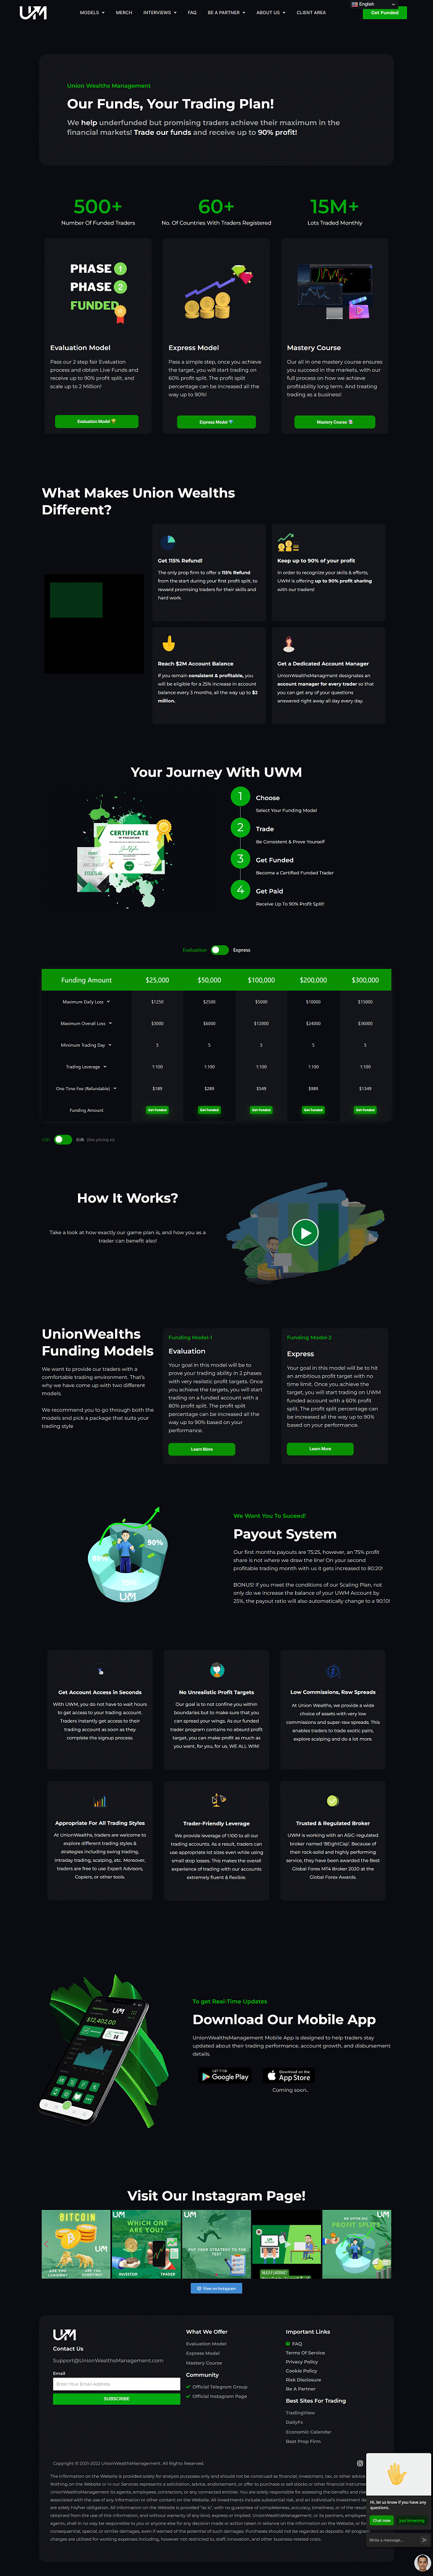 UWM
MODELS
MERCH
INTERVIEWS
FAQ
BE A PARTNER
ABOUT US
CLIENT AREA
English
Get Funded
Union Wealths Management
Our Funds, Your Trading Plan!
We help underfunded but promising traders achieve their maximum in the
financial markets! Trade our funds and receive up to 90% profit!
500+
Number Of Funded Traders
60+
No. Of Countries With Traders Registered
15M+
Lots Traded Monthly
PHASE 1
PHASE 2
FUNDED
Evaluation Model
Pass our 2 step fair Evaluation
process and obtain Live Funds and
receive up to 90% profit split, and
scale up to 2 Million!
Evaluation Model
Express Model
Pass a simple step, once you achieve
the target, you will start trading on
60% profit split. The profit split
percentage can be increased all the
way up to 90%!
Express Model
Mastery Course
Our all in one mastery course ensures
you succeed in the markets, with our
full process on how we achieve
profitability long term. And treating
trading as a business!
Mastery Course
What Makes Union Wealths
Different?
Get 115% Refund!
The only prop firm to offer a 115% Refund
from the start during your first profit split, to
reward promising traders for their skills and
hard work.
Keep up to 90% of your profit
In order to recognize your skills & efforts,
UWM is offering up to 90% profit sharing
with our traders!
Reach $2M Account Balance
If you remain consistent & profitable, you
will be eligible for a 25% increase in account
balance every 3 months, all the way up to $2
million.
Get a Dedicated Account Manager
UnionWealthsManagment designates an
account manager for every trader so that
you can get any of your questions
answered right away all day every day.
Your Journey With UWM
CERTIFICATE
1
Choose
Select Your Funding Model
2
Trade
Be Consistent & Prove Yourself
3
Get Funded
Become a Certified Funded Trader
4
Get Paid
Receive Up To 90% Profit Split!
Evaluation
Express
Funding Amount $25,000 $50,000 $100,000 $200,000 $300,000
Maximum Daily Loss $1250 $2500 $5000 $10000 $15000
Maximum Overall Loss $3000 $6000 $12000 $24000 $36000
Minimum Trading Day 5 5 5 5 5
Trading Leverage 1:100 1:100 1:100 1:100 1:100
One Time Fee (Refundable) $189 $289 $549 $989 $1349
Funding Amount Get Funded Get Funded Get Funded Get Funded Get Funded
USD
EUR
How It Works?
Take a look at how exactly our game plan is, and how you as a
trader can benefit also!
UnionWealths
Funding Models
We want to provide our traders with a
comfortable trading environment. That's
why we have come up with two different
models.
We recommend you to go through both the
models and pick a package that suits your
trading style
Funding Model-1
Evaluation
Your goal in this model will be to
prove your trading ability in 2 phases
with very realistic profit targets. Once
you achieve the targets, you will start
trading on a funded account with a
80% profit split. The profit split
percentage can be increased all the
way up to 90% based on your
performance.
Learn More
Funding Model-2
Express
Your goal in this model will be to hit
an ambitious profit target with no
time limit. Once you achieve the
target, you will start trading on UWM
funded account with a 60% profit
split. The profit split percentage can
be increased all the way up to 90%
based on your performance.
Learn More
90%
UWM
We Want You To Suceed!
Payout System
Our first months payouts are 75:25, however, an 75% profit
share is not where we draw the line! On your second
profitable trading month with us it gets increased to 80:20!
BONUS! If you meet the conditions of our Scaling Plan, not
only do we increase the balance of your UWM Account by
25%, the payout ratio will also automatically change to a 90:10!
Get Account Access in Seconds
With UWM, you do not have to wait hours
to get access to your trading account.
Traders instantly get access to their
trading account as soon as they
complete the signup process.
No Unrealistic Profit Targets
Our goal is to not confine you within
boundaries but to make sure that you
can spread your wings. As our funded
trader program contains no absurd profit
target, you can make profit as much as
you want, for you, for us, WE ALL WIN!
Low Commissions, Raw Spreads
At Union Wealths, we provide a wide
choice of assets with very low
commissions and super-raw spreads. This
enables traders to trade exotic pairs,
explore scalping and do a lot more.
Appropriate For All Trading Styles
At UnionWealths, traders are welcome to
explore different trading styles &
strategies including swing trading,
intraday trading, scalping, etc. Moreover,
traders are free to use Expert Advisors,
Copiers, or other tools.
Trader-Friendly Leverage
We provide leverage of 1:100 to all our
trading accounts. As a result, traders can
use appropriate lot sizes even while using
small stop losses. This makes the overall
experience of trading with our accounts
extremely fluent & flexible.
Trusted & Regulated Broker
UWM is working with an ASIC-regulated
broker named 'BEightCap'. Because of
their rock-solid and highly performing
service, they have been awarded the Best
Global Forex MT4 Broker 2020 at the
Global Forex Awards.
UWM
$12,402.00
To get Real-Time Updates
Download Our Mobile App
UnionWealthsManagement Mobile App is designed to help traders stay
updated about their trading performance, account growth, and disbursement
details.
GET IT ON
Google Play
Download on the
App Store
Coming soon..
Visit Our Instagram Page!
BITCOIN
UWM
WHICH ONE
ARE YOU?
INVESTOR
TRADER
UWM
PUT YOUR STRATEGY TO THE
TEST
NEED FUNDING?
WE OFFER BIG
PROFIT SPLITS
View on Instagram
UWM
Contact Us
Support@UnionWealthsManagement.com
Email
Enter Your Email Address
SUBSCRIBE
What We Offer
Evaluation Model
Express Model
Mastery Course
Community
Official Telegram Group
Official Instagram Page
Important Links
FAQ
Terms Of Service
Privacy Policy
Cookie Policy
Risk Disclosure
Be A Partner
Best Sites For Trading
TradingView
DailyFx
Economic Calendar
Best Prop Firm
Copyright © 2021-2022 UnionWealthsManagement. All Rights Reserved.
Hi, let us know if you have any
questions.
Chat now
Just browsing
Write a message...